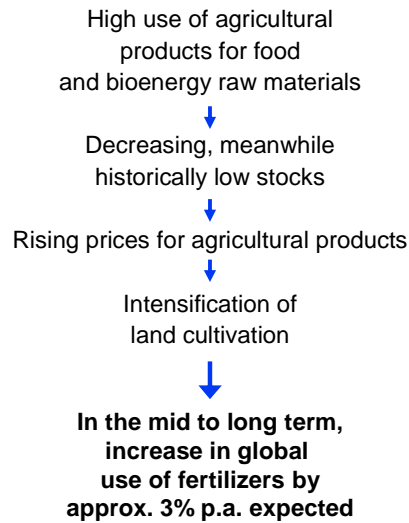 High use of agricultural
products for food
and bioenergy raw materials
Decreasing, meanwhile
historically low stocks
Rising prices for agricultural products
Intensification of
land cultivation
In the mid to long term,
increase in global
use of fertilizers by
approx. 3% p.a. expected